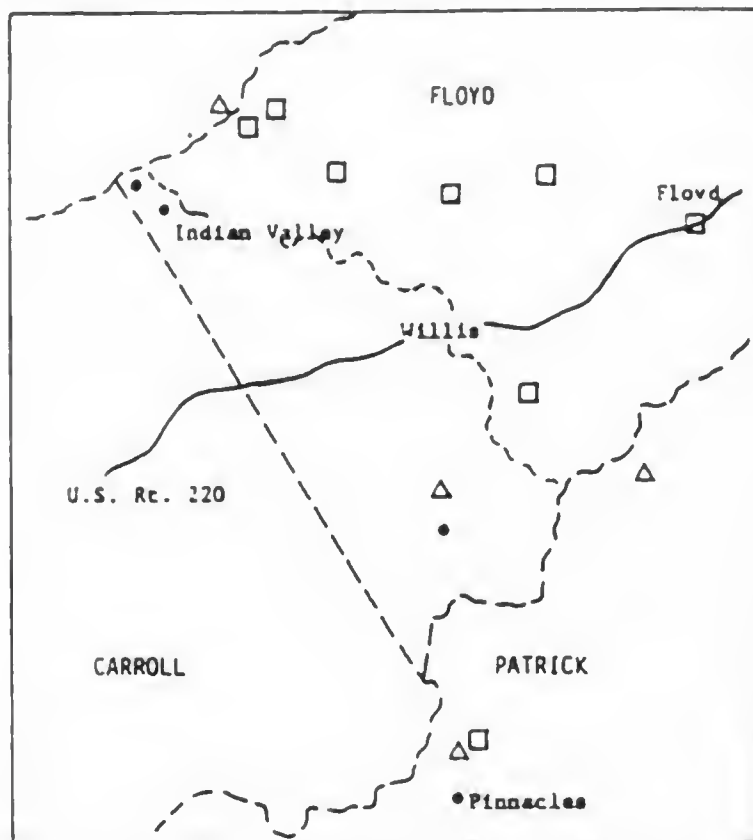 FLOYD
Floyd
Indian Valley
Willis
U.S. Rt. 220
CARROLL
PATRICK
Pinnacles